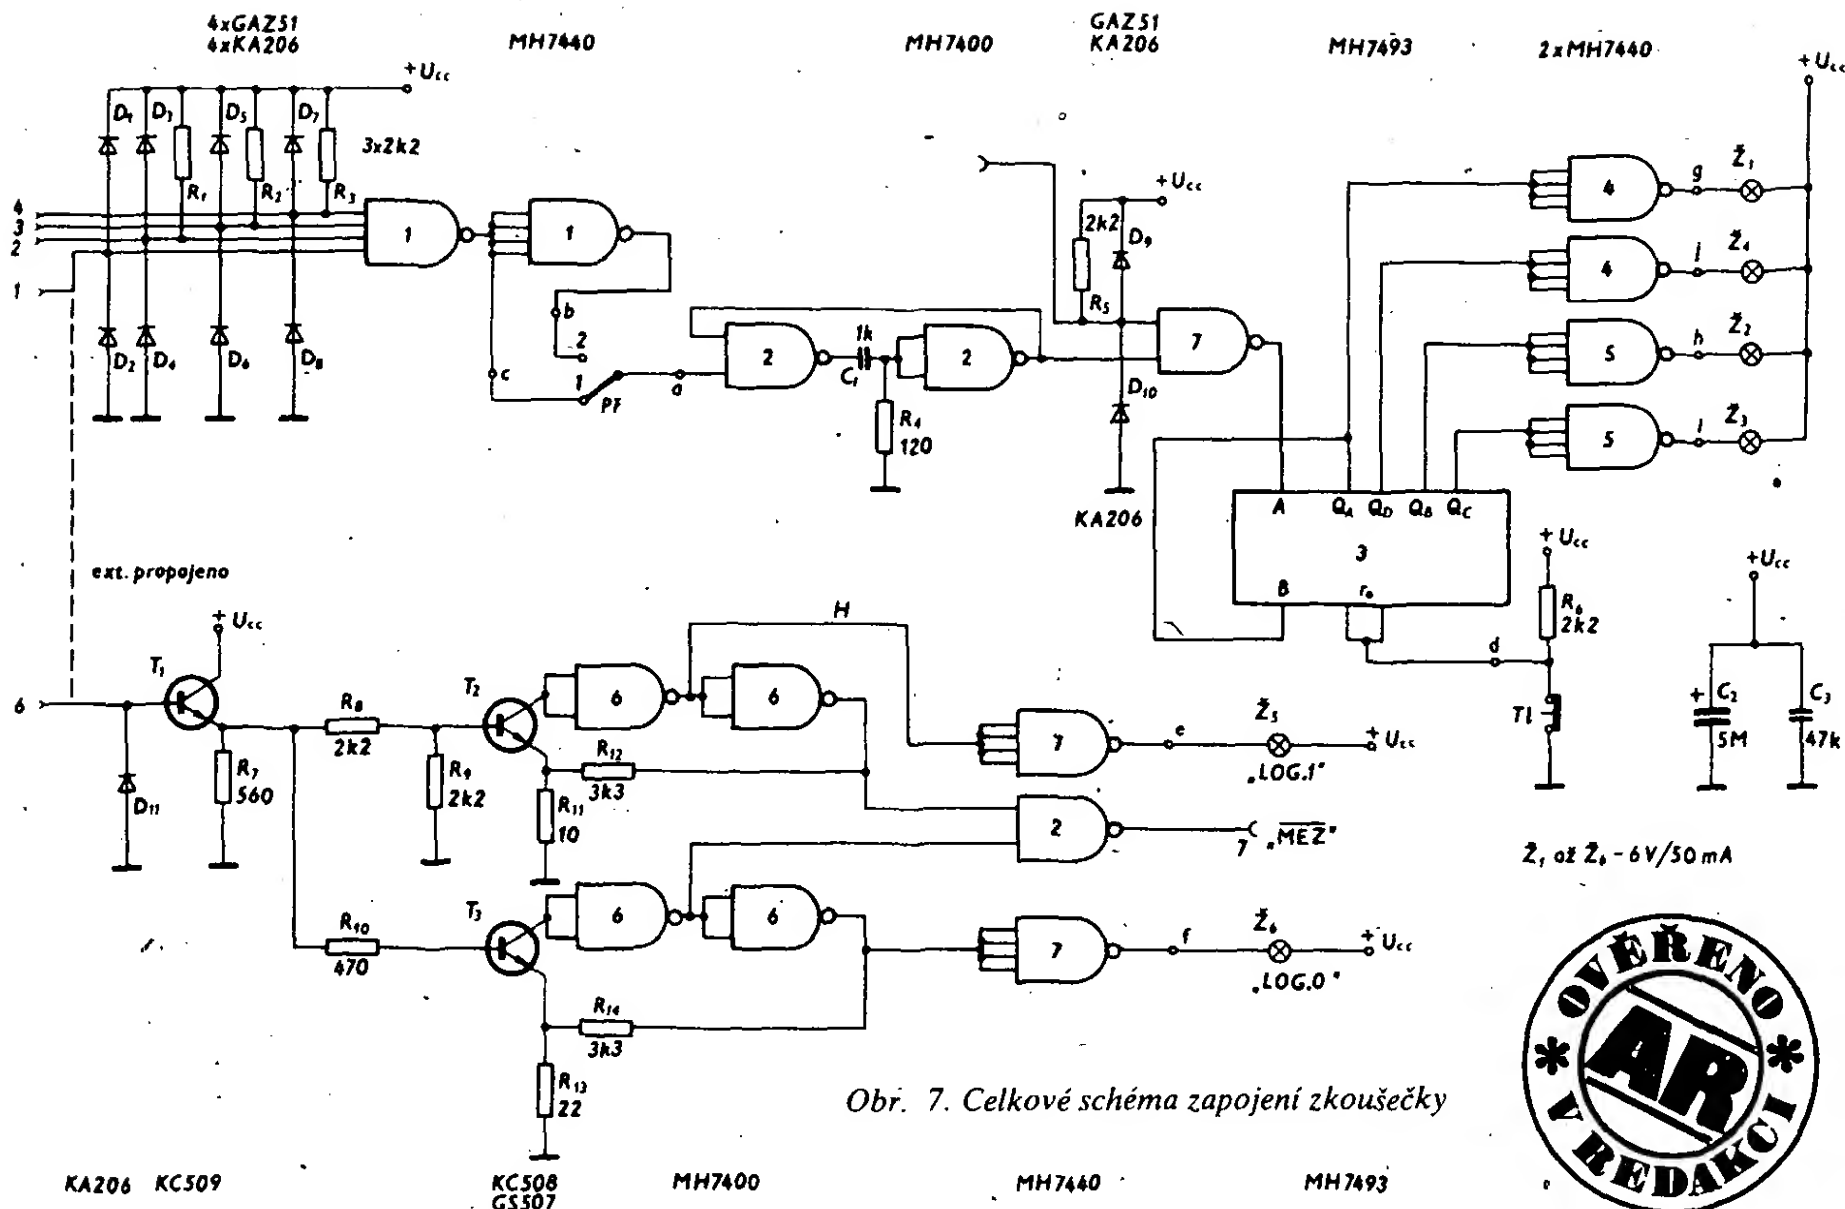 4xGAZ51
4xKA206
MH7440
MH7400
GAZ51
KA206
MH7493
2xMH7440
+Ucc
+Ucc
D1
D3
D5
D7
3x2k2
R1
R2
R3
4
3
2
1
1
1
b
2
c
1
PF
a
D2
D4
D6
D8
2
1k
C1
2
R4
120
+Ucc
2k2
D9
R5
7
D10
KA206
4
g
Ž1
4
j
Ž4
5
h
Ž2
5
i
Ž3
A
QA
QD
QB
QC
3
B
r0
d
+Ucc
R6
2k2
Tl
+Ucc
+
C2
5M
C3
47k
ext. propojeno
+Ucc
T1
6
D11
R7
560
R8
2k2
R9
2k2
T2
6
6
H
R12
3k3
R11
10
7
e
Ž5
„LOG.1"
+Ucc
2
7
„MEZ"
Ž1 až Ž6 - 6V/50 mA
R10
470
T3
6
6
7
f
Ž6
„LOG.0"
+Ucc
R14
3k3
R13
22
Obr. 7. Celkové schéma zapojení zkoušečky
OVĚŘENO
AR
V REDAKCI
KA206
KC509
KC508
GS507
MH7400
MH7440
MH7493